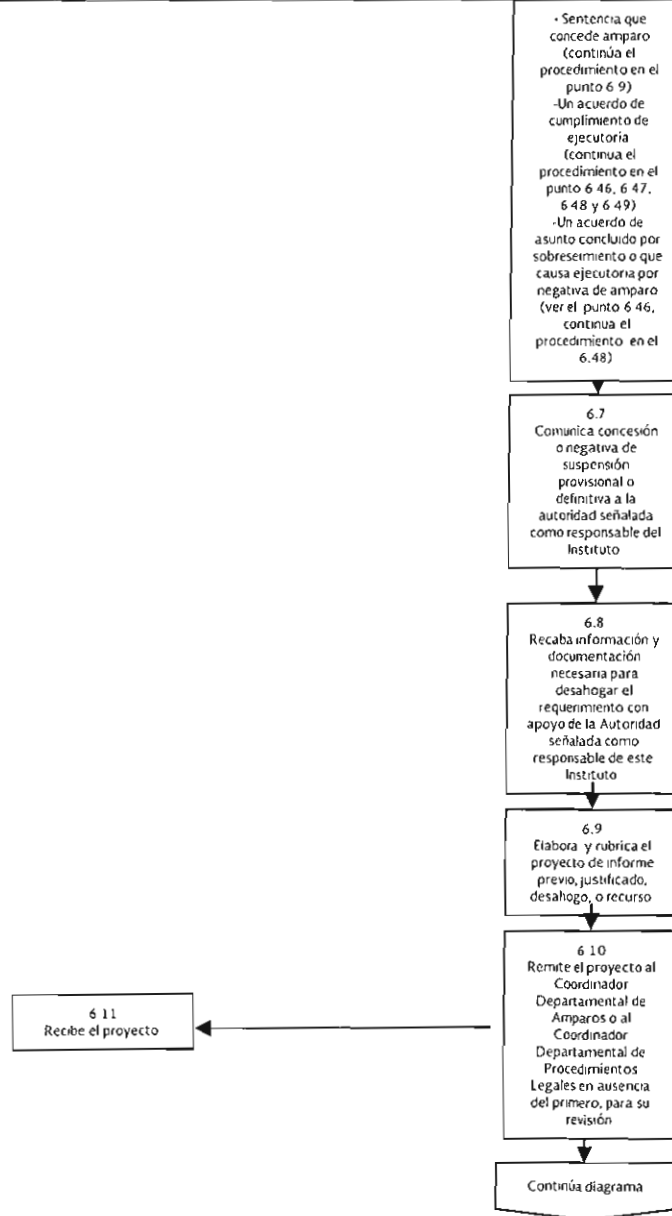 - Sentencia que
concede amparo
(continúa el
procedimiento en el
punto 6 9)
-Un acuerdo de
cumplimiento de
ejecutoria
(continua el
procedimiento en el
punto 6 46, 6 47,
6 48 y 6 49)
-Un acuerdo de
asunto concluido por
sobreseimiento o que
causa ejecutoria por
negativa de amparo
(ver el punto 6 46,
continua el
procedimiento en el
6.48)
6.7
Comunica concesión
o negativa de
suspensión
provisional o
definitiva a la
autoridad señalada
como responsable del
Instituto
6.8
Recaba información y
documentación
necesaria para
desahogar el
requerimiento con
apoyo de la Autoridad
señalada como
responsable de este
Instituto
6.9
Elabora y rubrica el
proyecto de informe
previo, justificado,
desahogo, o recurso
6 10
Remite el proyecto al
Coordinador
Departamental de
Amparos o al
Coordinador
Departamental de
Procedimientos
Legales en ausencia
del primero, para su
revisión
6 11
Recibe el proyecto
Continúa diagrama